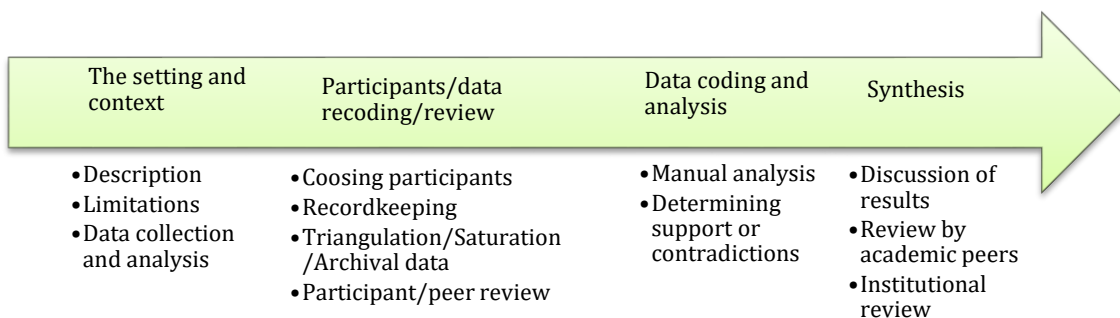 The setting and
context
Participants/data
recoding/review
Data coding and
analysis
Synthesis
•Description
•Limitations
•Data collection
and analysis
•Coosing participants
•Recordkeeping
•Triangulation/Saturation
/Archival data
•Participant/peer review
•Manual analysis
•Determining
support or
contradictions
•Discussion of
results
•Review by
academic peers
•Institutional
review